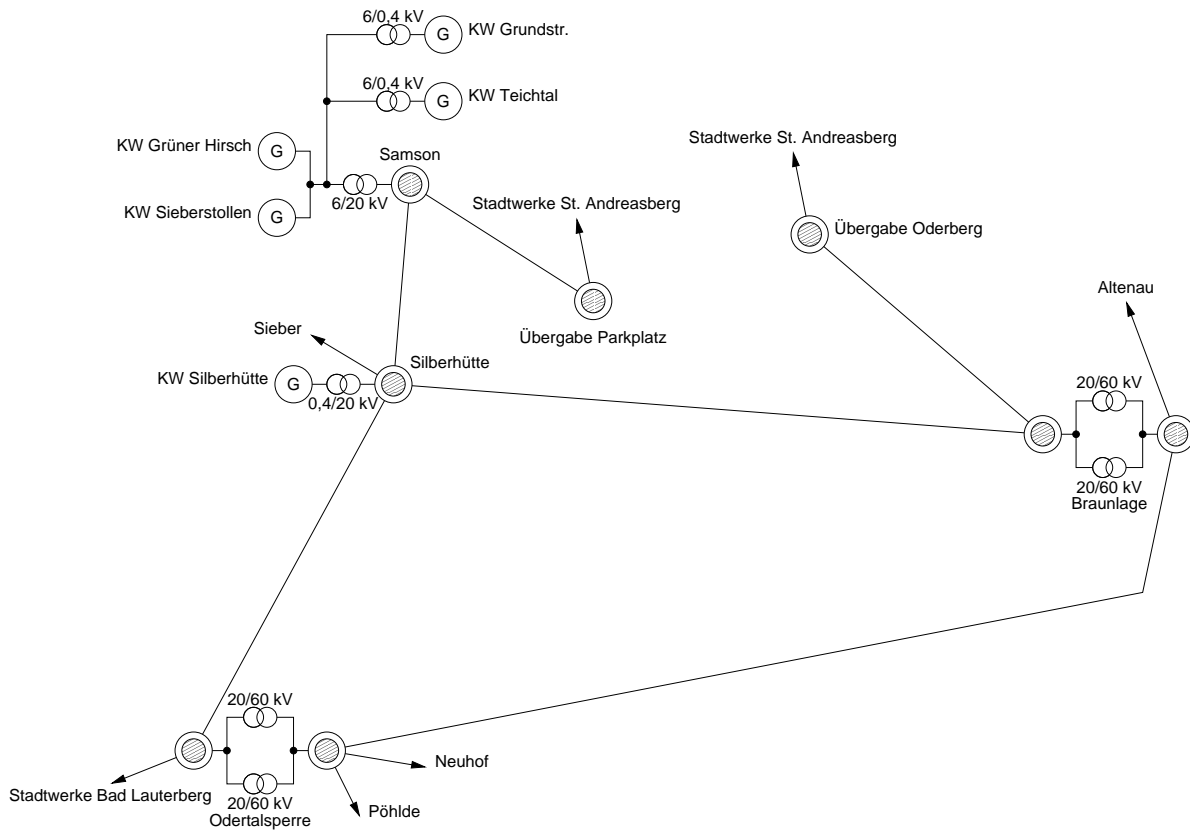 6/0,4 kV
G
KW Grundstr.
6/0,4 kV
G
KW Teichtal
KW Grüner Hirsch
G
Samson
KW Sieberstollen
G
6/20 kV
Stadtwerke St. Andreasberg
Stadtwerke St. Andreasberg
Übergabe Oderberg
Übergabe Parkplatz
Altenau
Sieber
Silberhütte
KW Silberhütte
G
0,4/20 kV
20/60 kV
20/60 kV
Braunlage
20/60 kV
Neuhof
Stadtwerke Bad Lauterberg
20/60 kV
Odertalsperre
Pöhlde